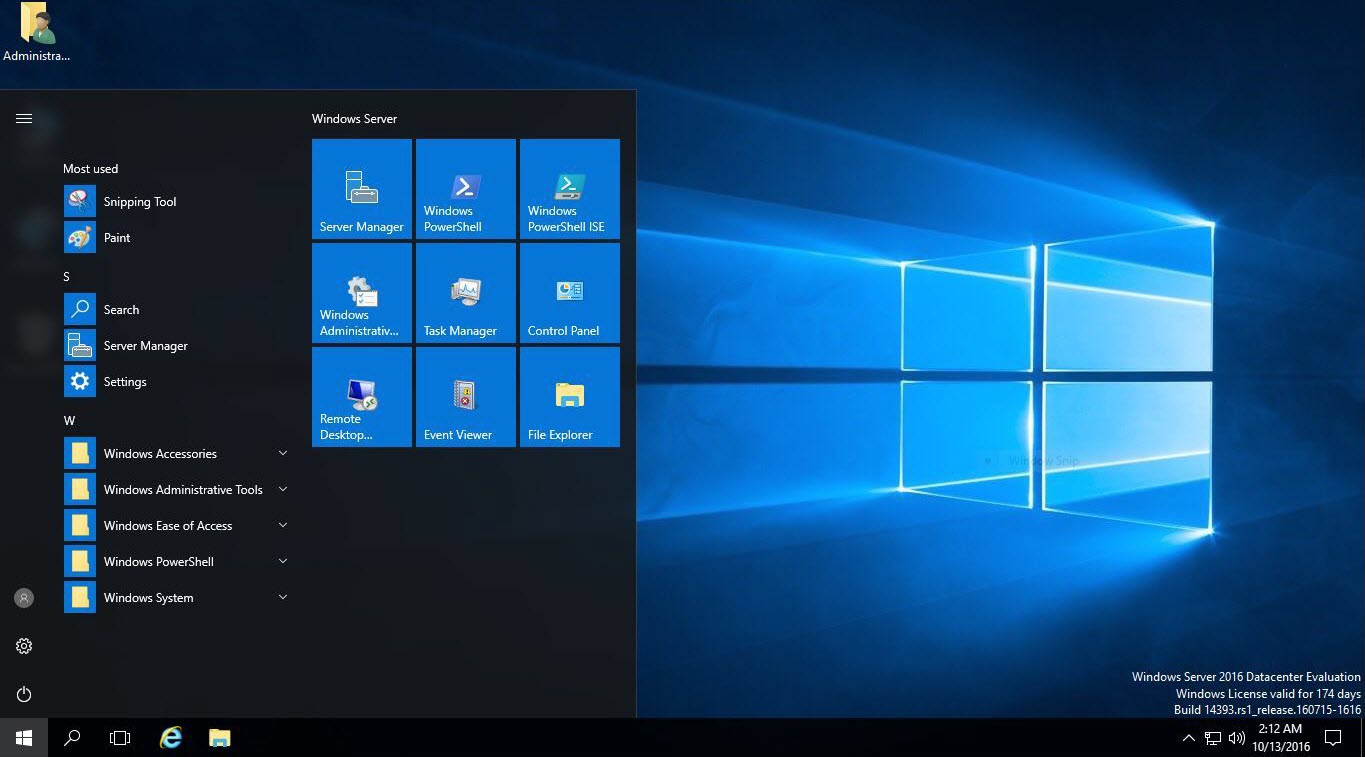 Administra...
Windows Server
Most used
Snipping Tool
Paint
S
Search
Server Manager
Settings
W
Windows Accessories
Windows Administrative Tools
Windows Ease of Access
Windows PowerShell
Windows System
Server Manager
Windows
PowerShell
Windows
PowerShell ISE
Windows
Administrativ...
Task Manager
Control Panel
Remote
Desktop...
Event Viewer
File Explorer
Window Snip
Windows Server 2016 Datacenter Evaluation
Windows License valid for 174 days
Build 14393.rs1_release.160715-1616
2:12 AM
10/13/2016